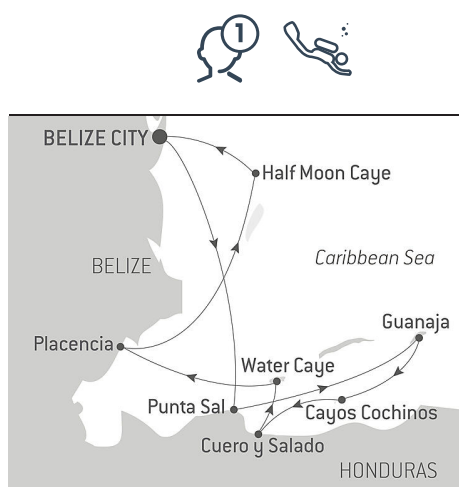 1
BELIZE CITY
Half Moon Caye
Caribbean Sea
BELIZE
Guanaja
Placencia
Water Caye
Punta Sal
Cayos Cochinos
Cuero y Salado
HONDURAS